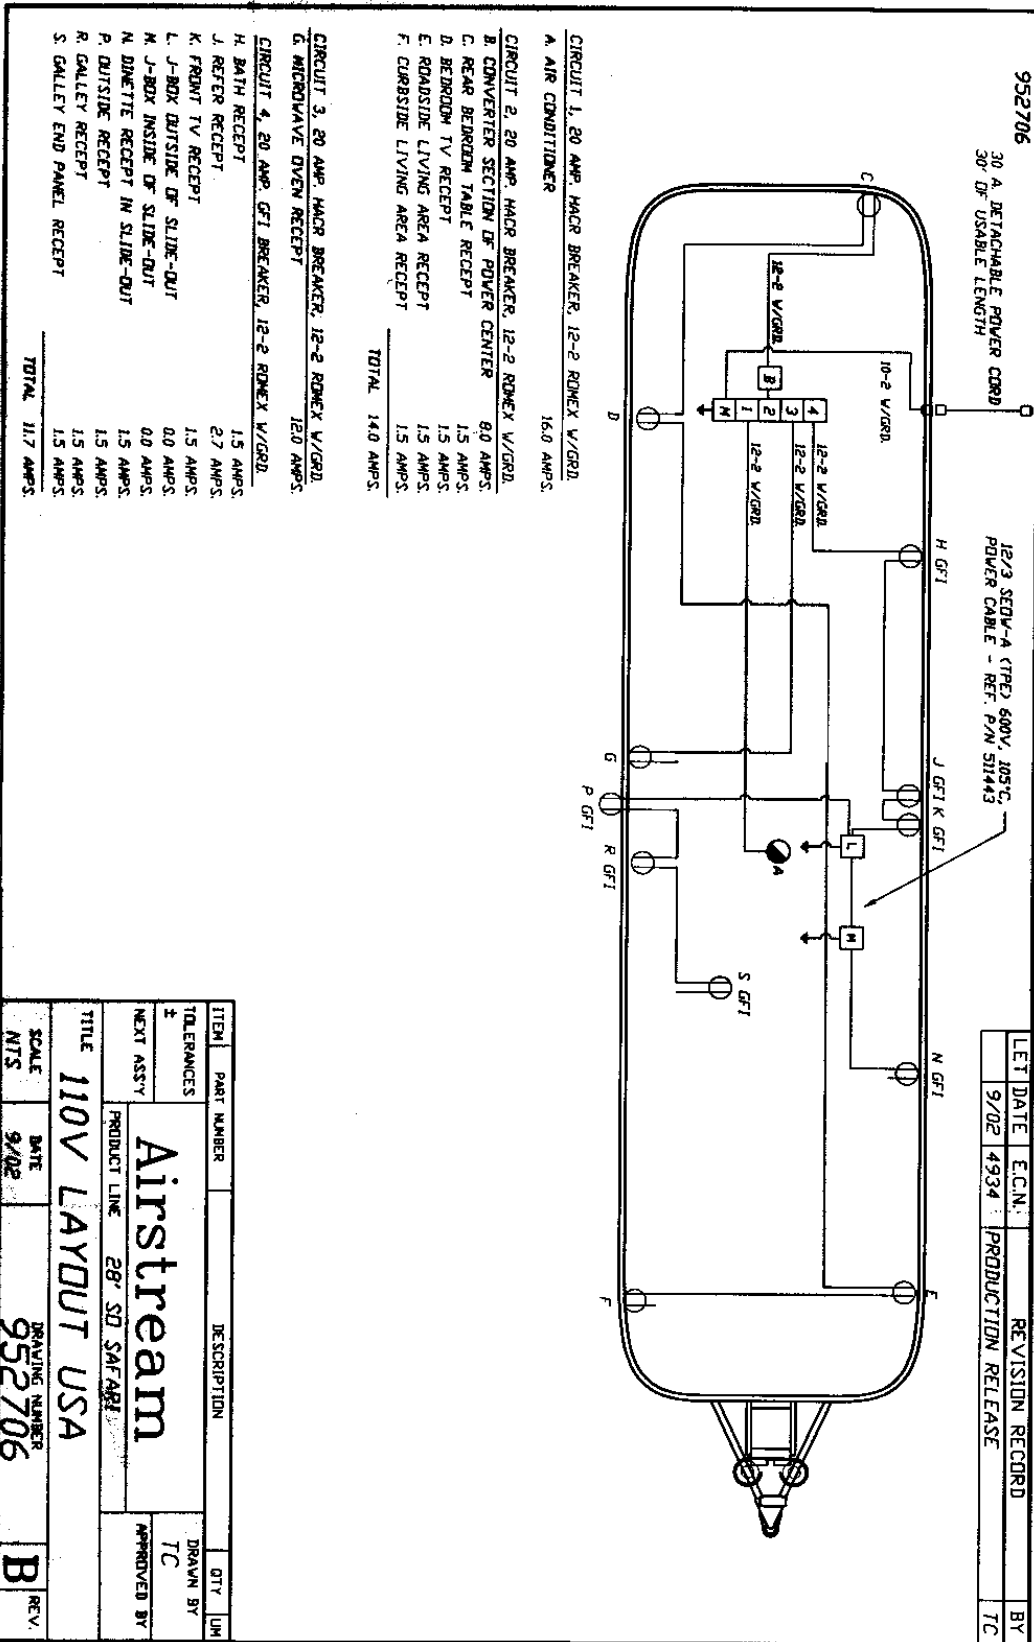 952706
30 A. DETACHABLE POWER CORD
30' OF USABLE LENGTH
12/3 SEOW-A (TPE) 600V, 105°C,
POWER CABLE - REF. P/N 511443
LET DATE E.C.N. REVISION RECORD BY
9/02 4934 PRODUCTION RELEASE TC
C
12-2 W/GRD.
10-2 W/GRD.
B
M 1 2 3 4
12-2 W/GRD.
12-2 W/GRD.
12-2 W/GRD.
D
H GFI
J GFI
K GFI
L
M
N GFI
A
G
P GFI
R GFI
S GFI
E
F
CIRCUIT 1, 20 AMP. HACR BREAKER, 12-2 ROMEX W/GRD.
A. AIR CONDITIONER 16.0 AMPS.
CIRCUIT 2, 20 AMP. HACR BREAKER, 12-2 ROMEX W/GRD.
B. CONVERTER SECTION OF POWER CENTER 8.0 AMPS.
C. REAR BEDROOM TABLE RECEPT 1.5 AMPS.
D. BEDROOM TV RECEPT 1.5 AMPS.
E. ROADSIDE LIVING AREA RECEPT 1.5 AMPS.
F. CURBSIDE LIVING AREA RECEPT 1.5 AMPS.
TOTAL 14.0 AMPS.
CIRCUIT 3, 20 AMP. HACR BREAKER, 12-2 ROMEX W/GRD.
G. MICROWAVE OVEN RECEPT 12.0 AMPS.
CIRCUIT 4, 20 AMP. GFI BREAKER, 12-2 ROMEX W/GRD.
H. BATH RECEPT 1.5 AMPS.
J. REFER RECEPT 2.7 AMPS.
K. FRONT TV RECEPT 1.5 AMPS.
L. J-BOX OUTSIDE OF SLIDE-OUT 0.0 AMPS.
M. J-BOX INSIDE OF SLIDE-OUT 0.0 AMPS.
N. DINETTE RECEPT IN SLIDE-OUT 1.5 AMPS.
P. OUTSIDE RECEPT 1.5 AMPS.
R. GALLEY RECEPT 1.5 AMPS.
S. GALLEY END PANEL RECEPT 1.5 AMPS.
TOTAL 11.7 AMPS.
ITEM PART NUMBER DESCRIPTION QTY UM
TOLERANCES
±
Airstream
DRAWN BY
TC
NEXT ASS'Y
PRODUCT LINE 28' SO SAFARI
APPROVED BY
TITLE
110V LAYOUT USA
SCALE
NTS
DATE
9/02
DRAWING NUMBER
952706
B
REV.